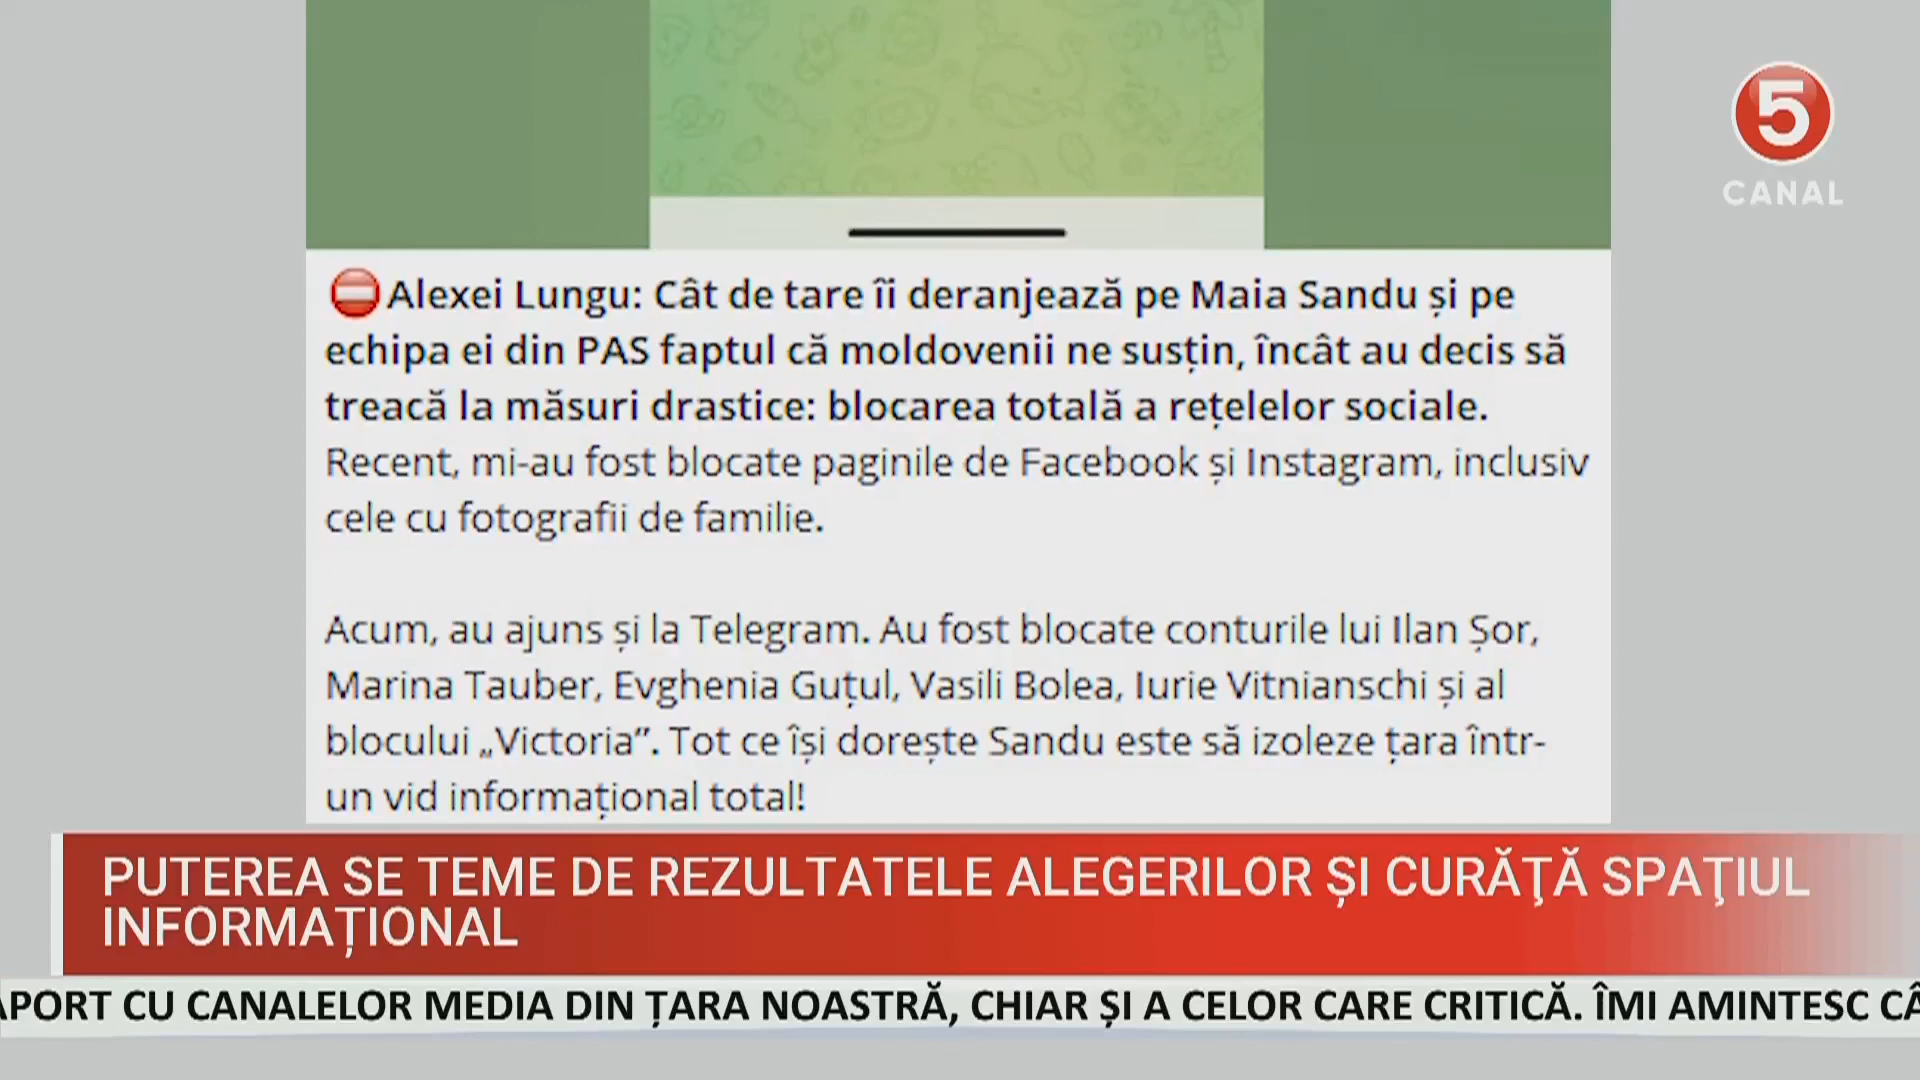 5
CANAL
Alexei Lungu: Cât de tare îi deranjează pe Maia Sandu și pe
echipa ei din PAS faptul că moldovenii ne susțin, încât au decis să
treacă la măsuri drastice: blocarea totală a rețelelor sociale.
Recent, mi-au fost blocate paginile de Facebook și Instagram, inclusiv
cele cu fotografii de familie.
Acum, au ajuns și la Telegram. Au fost blocate conturile lui Ilan Șor,
Marina Tauber, Evghenia Guțul, Vasili Bolea, Iurie Vitnianschi și al
blocului „Victoria”. Tot ce își dorește Sandu este să izoleze țara într-
un vid informațional total!
PUTEREA SE TEME DE REZULTATELE ALEGERILOR ȘI CURĂŢĂ SPAŢIUL
INFORMAȚIONAL
APORT CU CANALELOR MEDIA DIN ȚARA NOASTRĂ, CHIAR ȘI A CELOR CARE CRITICĂ. ÎMI AMINTESC CÂ